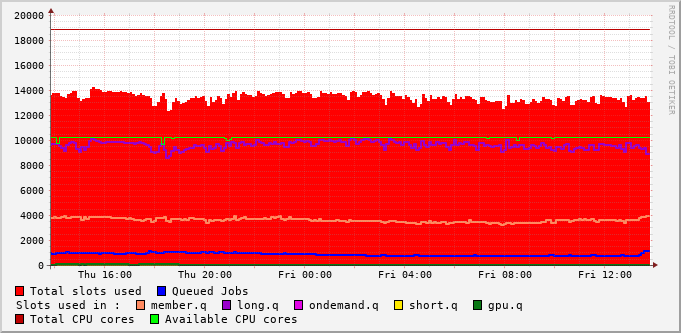 RRDTOOL / TOBI OETIKER
20000
18000
16000
14000
12000
10000
8000
6000
4000
2000
0
Thu 16:00 Thu 20:00 Fri 00:00 Fri 04:00 Fri 08:00 Fri 12:00
Total slots used Queued Jobs
Slots used in : member.q long.q ondemand.q short.q gpu.q
Total CPU cores Available CPU cores